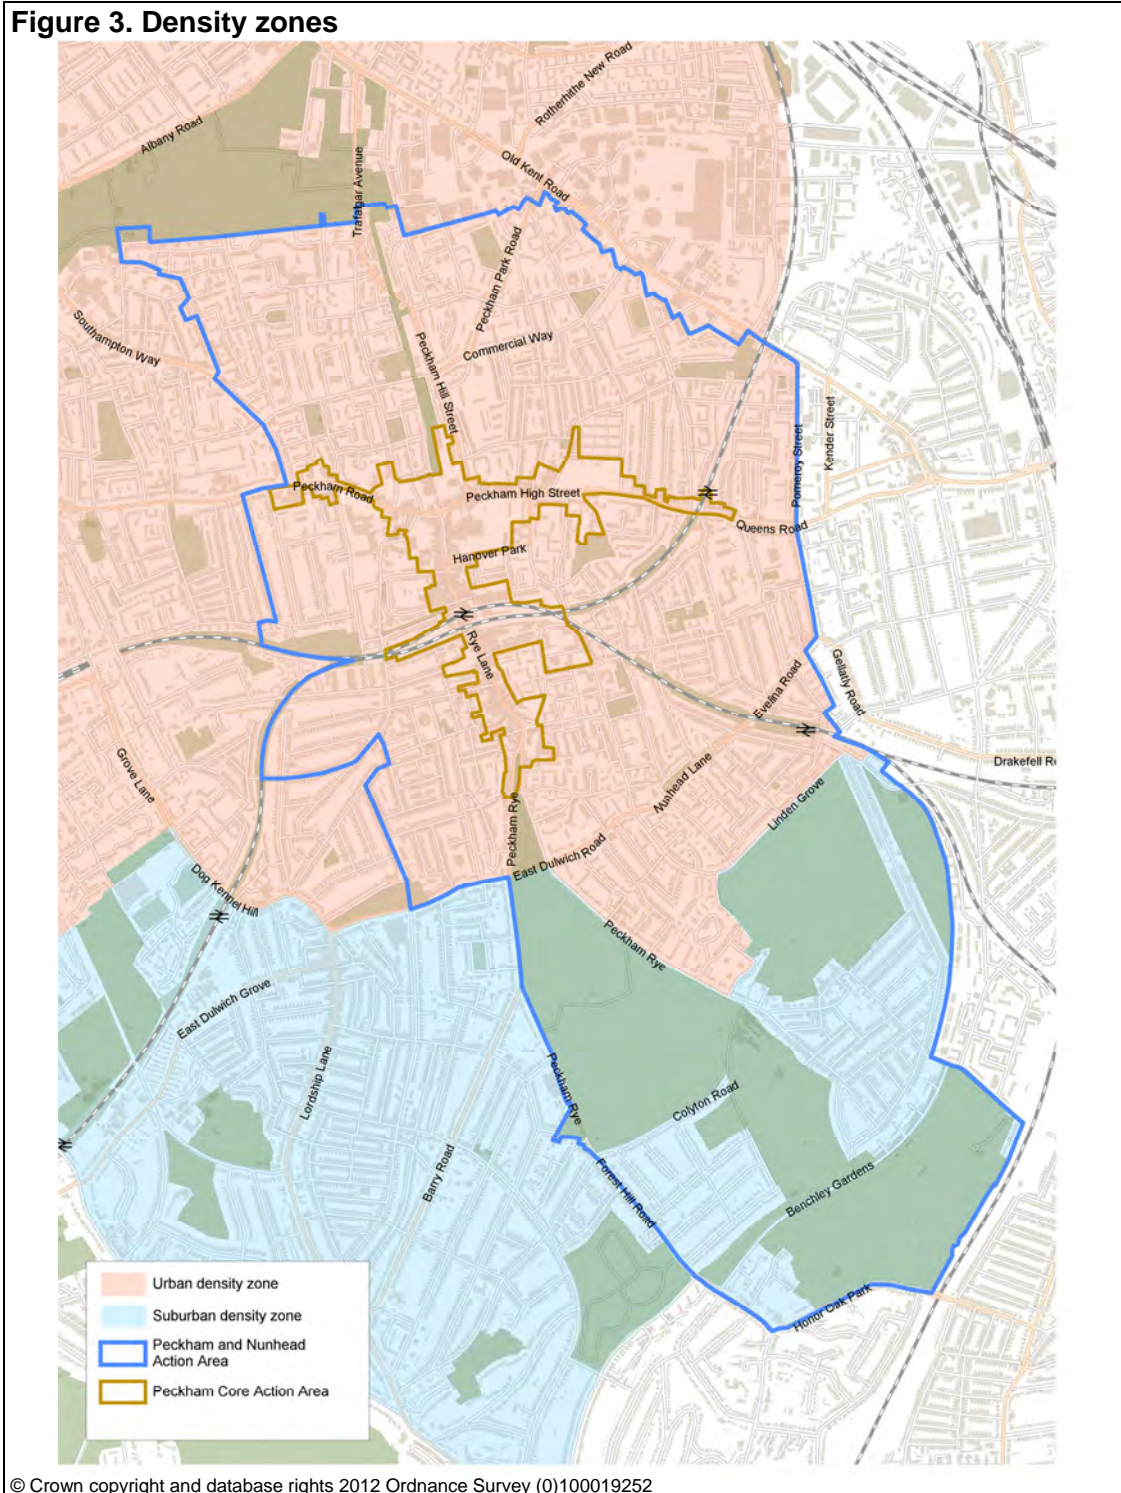 Figure 3. Density zones
Rotherhithe New Road
Albany Road
Old Kent Road
Trafalgar Avenue
Peckham Park Road
Southampton Way
Commercial Way
Peckham Hill Street
Kender Street
Pomeroy Street
Peckham Road
Peckham High Street
Queens Road
Hanover Park
Rye Lane
Gellatly Road
Evelina Road
Grove Lane
Nunhead Lane
Drakefell Ro
Linden Grove
Peckham Rye
East Dulwich Road
Dog Kennel Hill
Peckham Rye
East Dulwich Grove
Lordship Lane
Peckham Rye
Colyton Road
Barry Road
Forest Hill Road
Benchley Gardens
Honor Oak Park
Urban density zone
Suburban density zone
Peckham and Nunhead
Action Area
Peckham Core Action Area
© Crown copyright and database rights 2012 Ordnance Survey (0)100019252